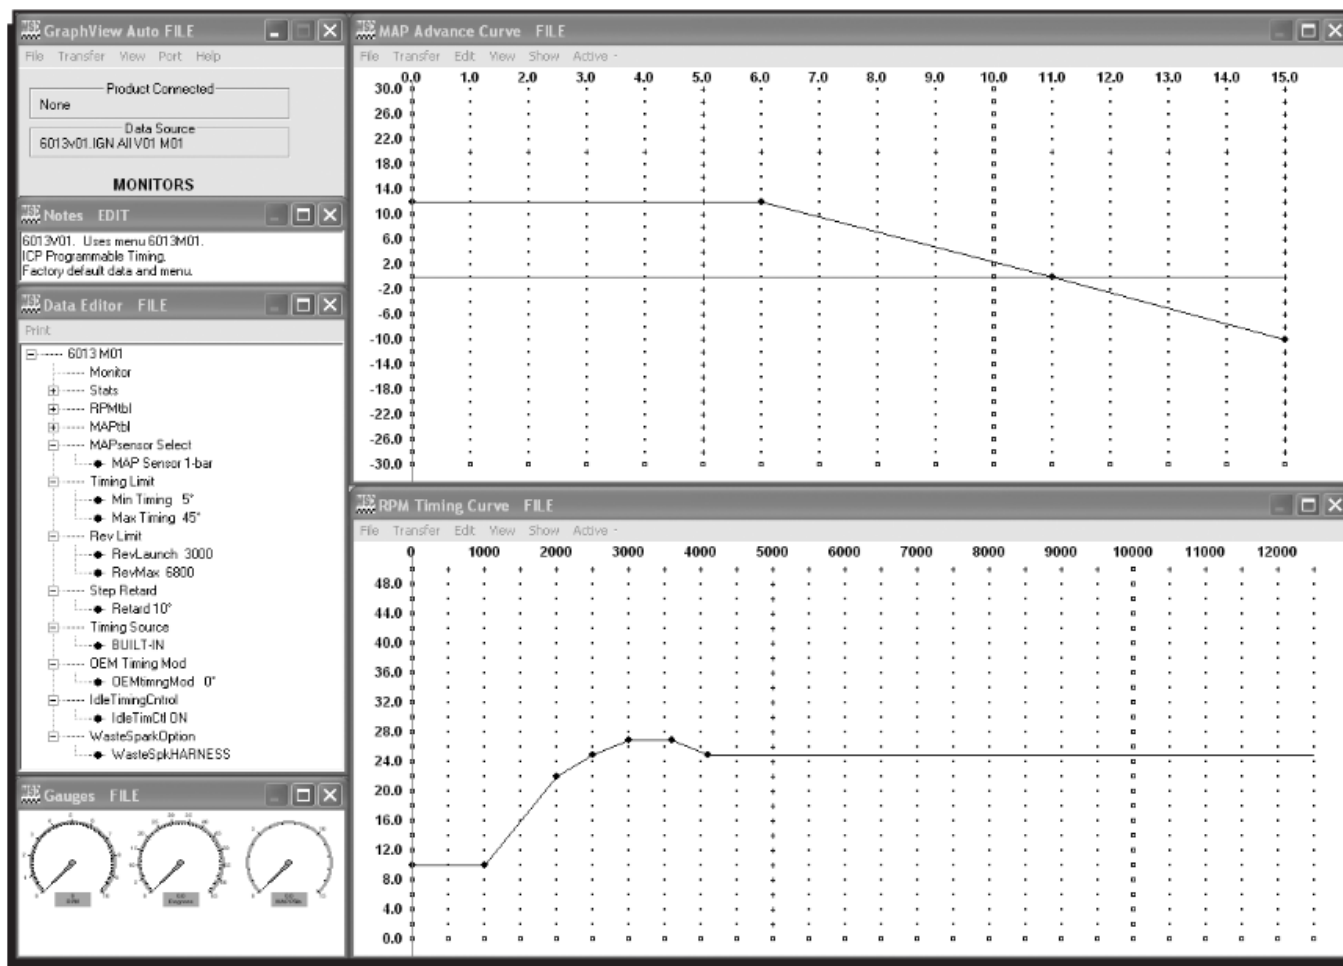 GraphView Auto FILE
File Transfer View Port Help
Product Connected
None
Data Source
6013v01.IGN All V01 M01
MONITORS
Notes EDIT
6013V01. Uses menu 6013M01.
ICP Programmable Timing.
Factory default data and menu.
Data Editor FILE
Print
6013 M01
Monitor
Stats
RPMtbl
MAPtbl
MAPsensor Select
MAP Sensor 1-bar
Timing Limit
Min Timing 5°
Max Timing 45°
Rev Limit
RevLaunch 3000
RevMax 6800
Step Retard
Retard 10°
Timing Source
BUILT-IN
OEM Timing Mod
OEMtimngMod 0°
IdleTimingCntrol
IdleTimCtl ON
WasteSparkOption
WasteSpkHARNESS
Gauges FILE
MAP Advance Curve FILE
File Transfer Edit View Show Active -
0.0 1.0 2.0 3.0 4.0 5.0 6.0 7.0 8.0 9.0 10.0 11.0 12.0 13.0 14.0 15.0
30.0
26.0
22.0
18.0
14.0
10.0
6.0
2.0
-2.0
-6.0
-10.0
-14.0
-18.0
-22.0
-26.0
-30.0
RPM Timing Curve FILE
File Transfer Edit View Show Active -
0 1000 2000 3000 4000 5000 6000 7000 8000 9000 10000 11000 12000
48.0
44.0
40.0
36.0
32.0
28.0
24.0
20.0
16.0
12.0
8.0
4.0
0.0